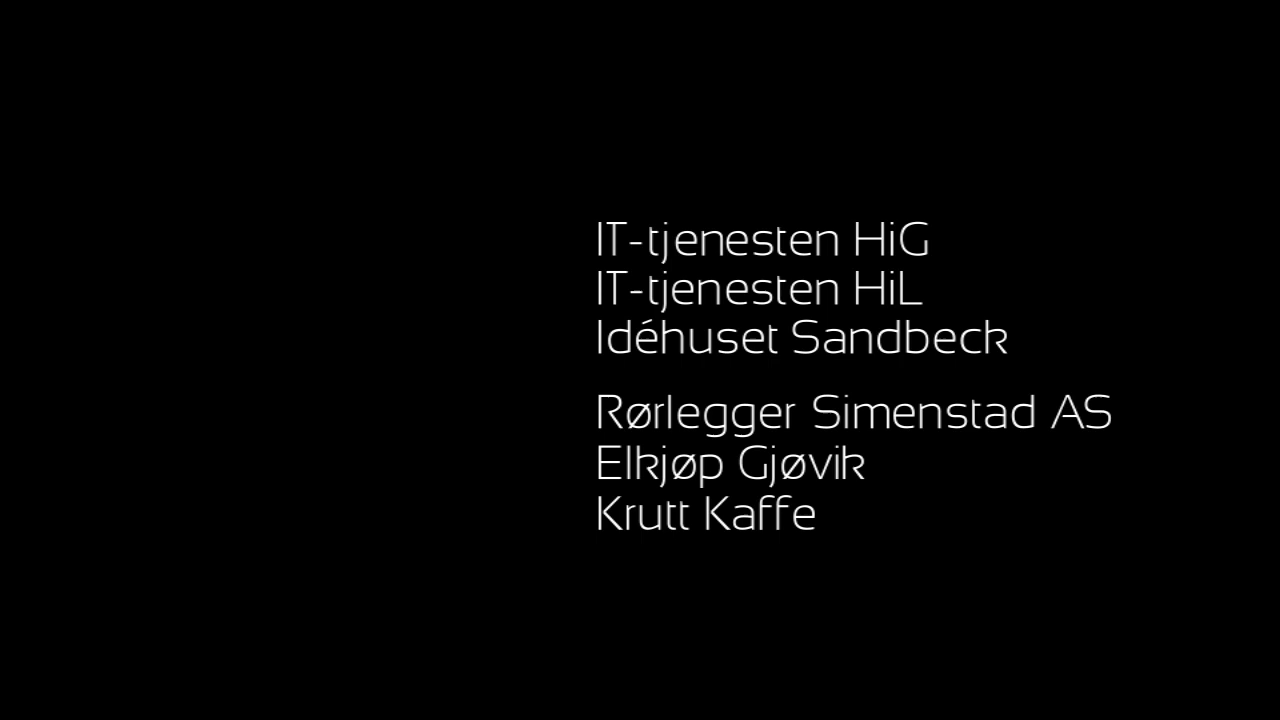 IT-tjenesten HiG
IT-tjenesten HiL
Idéhuset Sandbeck
Rørlegger Simenstad AS
Elkjøp Gjøvik
Krutt Kaffe